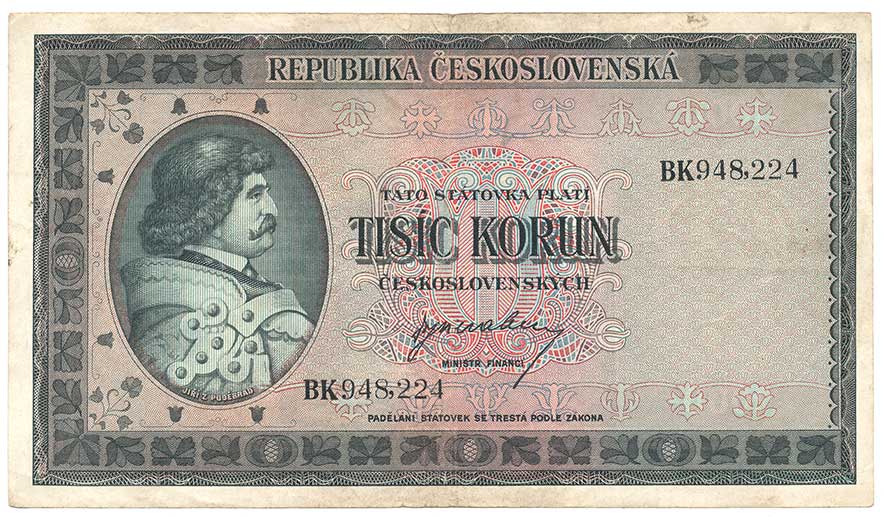 REPUBLIKA ČESKOSLOVENSKÁ
BK948,224
TATO STÁTOVKA PLATÍ
TISÍC KORUN
ČESKOSLOVENSKÝCH
MINISTR FINANCÍ
JIŘÍ Z PODĚBRAD
BK948,224
PADĚLÁNÍ STÁTOVEK SE TRESTÁ PODLE ZÁKONA